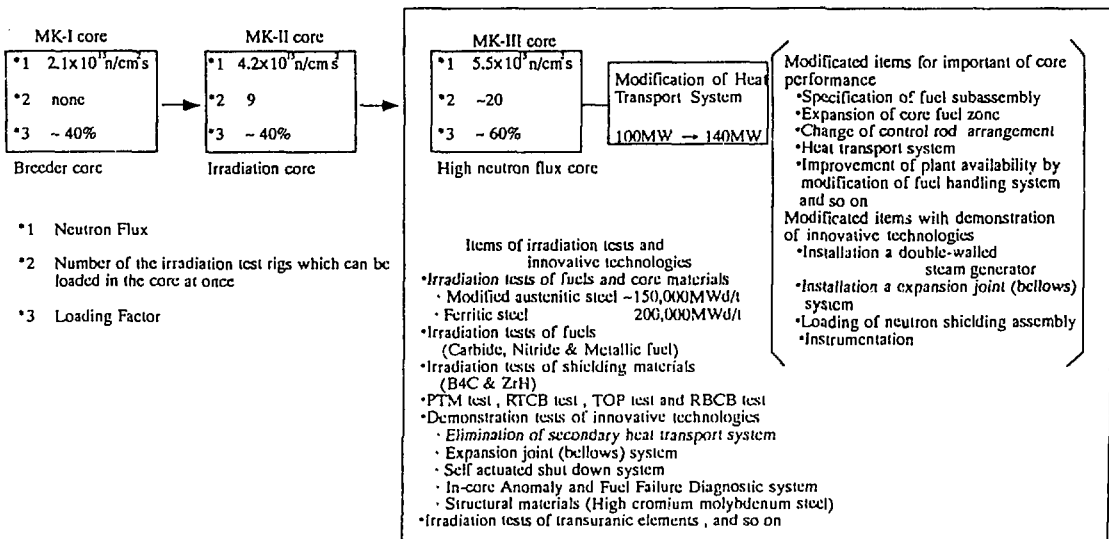 MK-I core
*1 2.1x10¹⁵n/cm²s
*2 none
*3 ~ 40%
Breeder core
MK-II core
*1 4.2x10¹⁵n/cm²s
*2 9
*3 ~ 40%
Irradiation core
MK-III core
*1 5.5x10¹⁵n/cm²s
*2 ~20
*3 ~ 60%
High neutron flux core
Modification of Heat
Transport System
100MW → 140MW
*1 Neutron Flux
*2 Number of the irradiation test rigs which can be
loaded in the core at once
*3 Loading Factor
Items of irradiation tests and
innovative technologies
•Irradiation tests of fuels and core materials
· Modified austenitic steel ~150,000MWd/t
· Ferritic steel 200,000MWd/t
•Irradiation tests of fuels
(Carbide, Nitride & Metallic fuel)
•Irradiation tests of shielding materials
(B4C & ZrH)
•PTM test , RTCB test , TOP test and RBCB test
•Demonstration tests of innovative technologies
· Elimination of secondary heat transport system
· Expansion joint (bellows) system
· Self actuated shut down system
· In-core Anomaly and Fuel Failure Diagnostic system
· Structural materials (High cromium molybdenum steel)
•Irradiation tests of transuranic elements , and so on
Modificated items for important of core
performance
•Specification of fuel subassembly
•Expansion of core fuel zone
•Change of control rod arrangement
•Heat transport system
•Improvement of plant availability by
modification of fuel handling system
and so on
Modificated items with demonstration
of innovative technologies
•Installation a double-walled
steam generator
•Installation a expansion joint (bellows)
system
•Loading of neutron shielding assembly
•Instrumentation